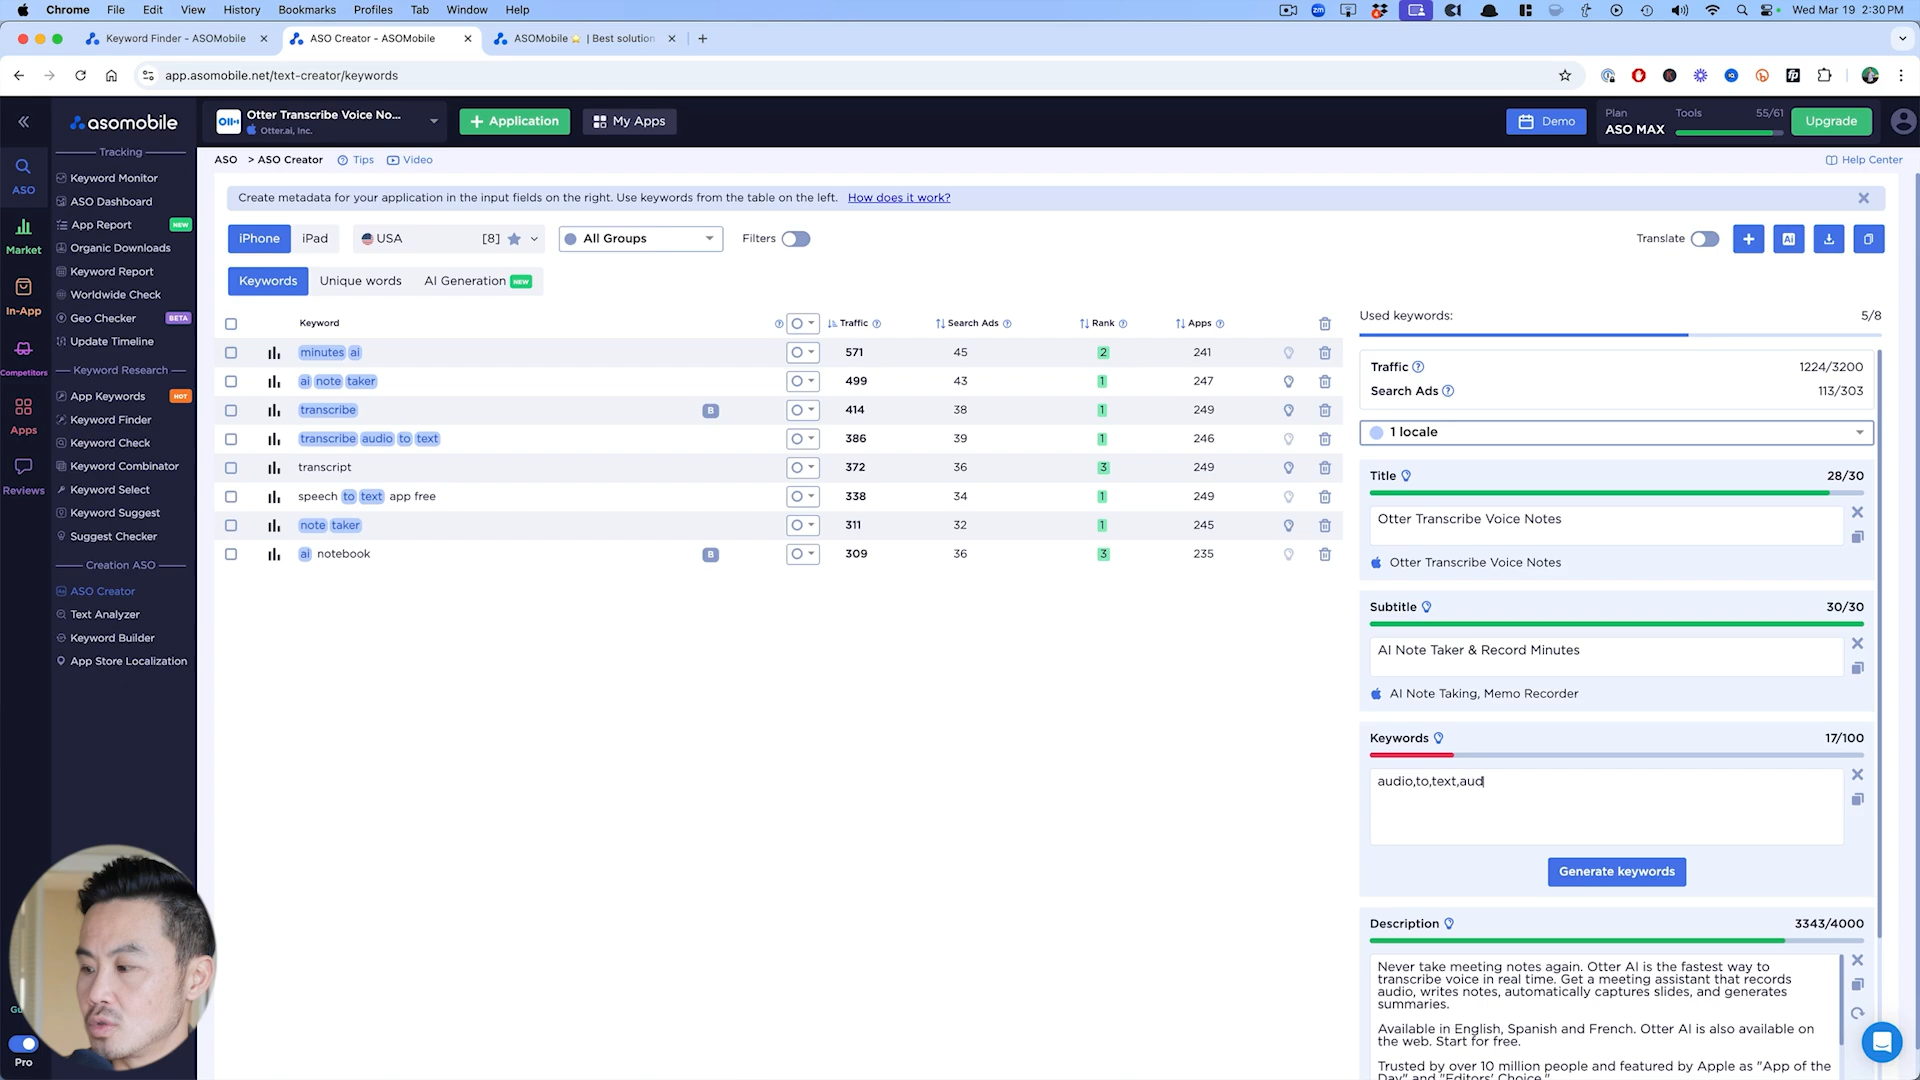 Chrome File Edit View History Bookmarks Profiles Tab Window Help
zm
Wed Mar 19 2:30 PM
Keyword Finder - ASOMobile
ASO Creator - ASOMobile
ASOMobile ⭐ | Best solution
app.asomobile.net/text-creator/keywords
asomobile
Otter Transcribe Voice No...
Otter.ai, Inc.
+ Application
My Apps
Demo
Plan
ASO MAX
Tools 55/61
Upgrade
ASO
Market
In-App
Competitors
Apps
Reviews
Pro
Tracking
Keyword Monitor
ASO Dashboard
App Report NEW
Organic Downloads
Keyword Report
Worldwide Check
Geo Checker BETA
Update Timeline
Keyword Research
App Keywords HOT
Keyword Finder
Keyword Check
Keyword Combinator
Keyword Select
Keyword Suggest
Suggest Checker
Creation ASO
ASO Creator
Text Analyzer
Keyword Builder
App Store Localization
ASO > ASO Creator Tips Video
Help Center
Create metadata for your application in the input fields on the right. Use keywords from the table on the left. How does it work?
iPhone iPad USA [8] All Groups Filters
Translate AI
Keywords Unique words AI Generation NEW
Keyword Traffic Search Ads Rank Apps
minutes ai 571 45 2 241
ai note taker 499 43 1 247
transcribe B 414 38 1 249
transcribe audio to text 386 39 1 246
transcript 372 36 3 249
speech to text app free 338 34 1 249
note taker 311 32 1 245
ai notebook B 309 36 3 235
Used keywords: 5/8
Traffic 1224/3200
Search Ads 113/303
1 locale
Title 28/30
Otter Transcribe Voice Notes
Otter Transcribe Voice Notes
Subtitle 30/30
AI Note Taker & Record Minutes
AI Note Taking, Memo Recorder
Keywords 17/100
audio,to,text,aud
Generate keywords
Description 3343/4000
Never take meeting notes again. Otter AI is the fastest way to
transcribe voice in real time. Get a meeting assistant that records
audio, writes notes, automatically captures slides, and generates
summaries.
Available in English, Spanish and French. Otter AI is also available on
the web. Start for free.
Trusted by over 10 million people and featured by Apple as "App of the
Day" and "Editors' Choice."